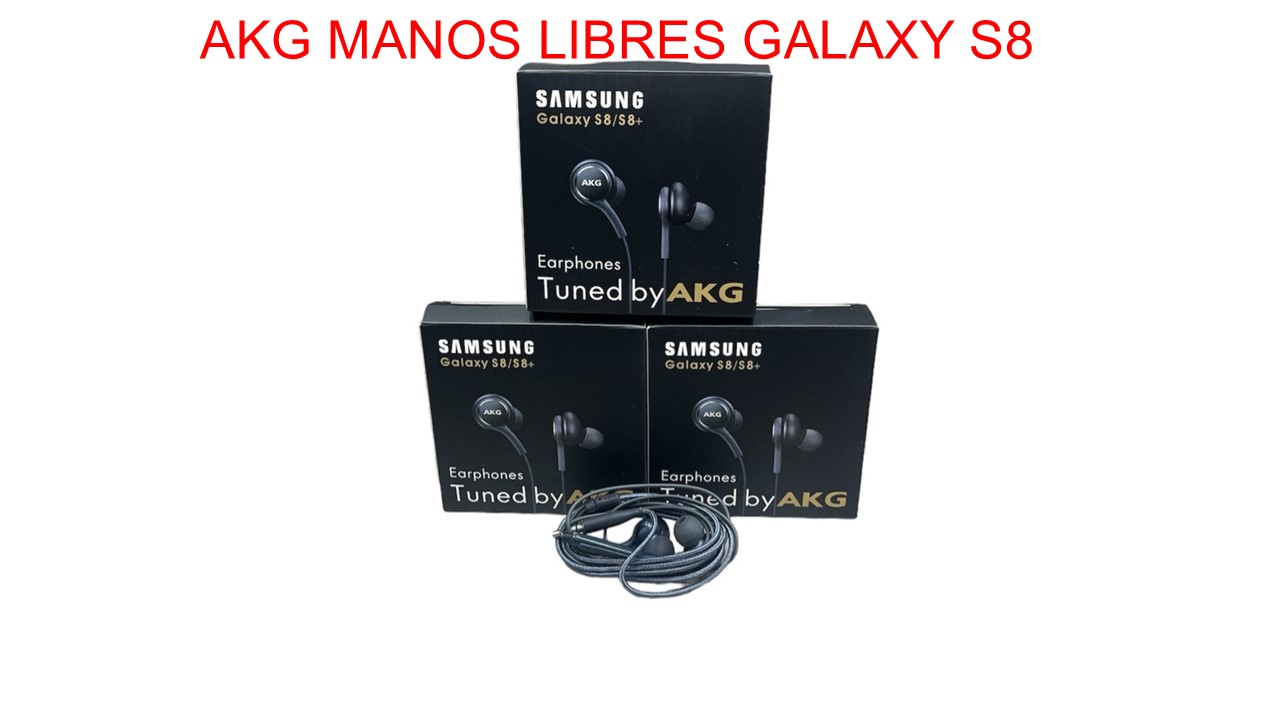 AKG MANOS LIBRES GALAXY S8
SAMSUNG
Galaxy S8/S8+
AKG
Earphones
Tuned by AKG
SAMSUNG
Galaxy S8/S8+
AKG
Earphones
Tuned by AKG
SAMSUNG
Galaxy S8/S8+
AKG
Earphones
Tuned by AKG